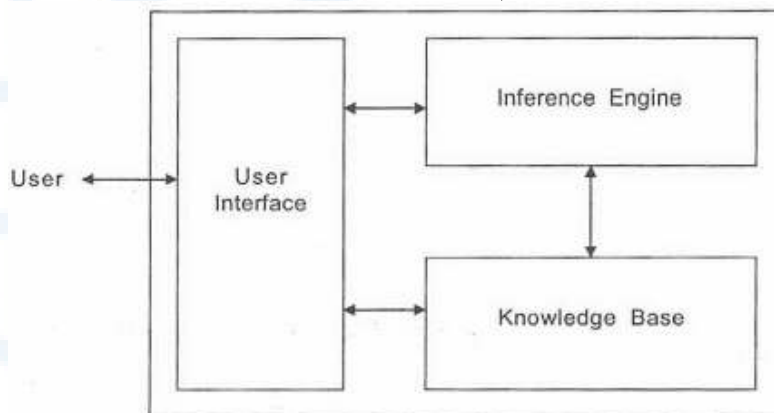 Inference Engine
User
User
Interface
Knowledge Base